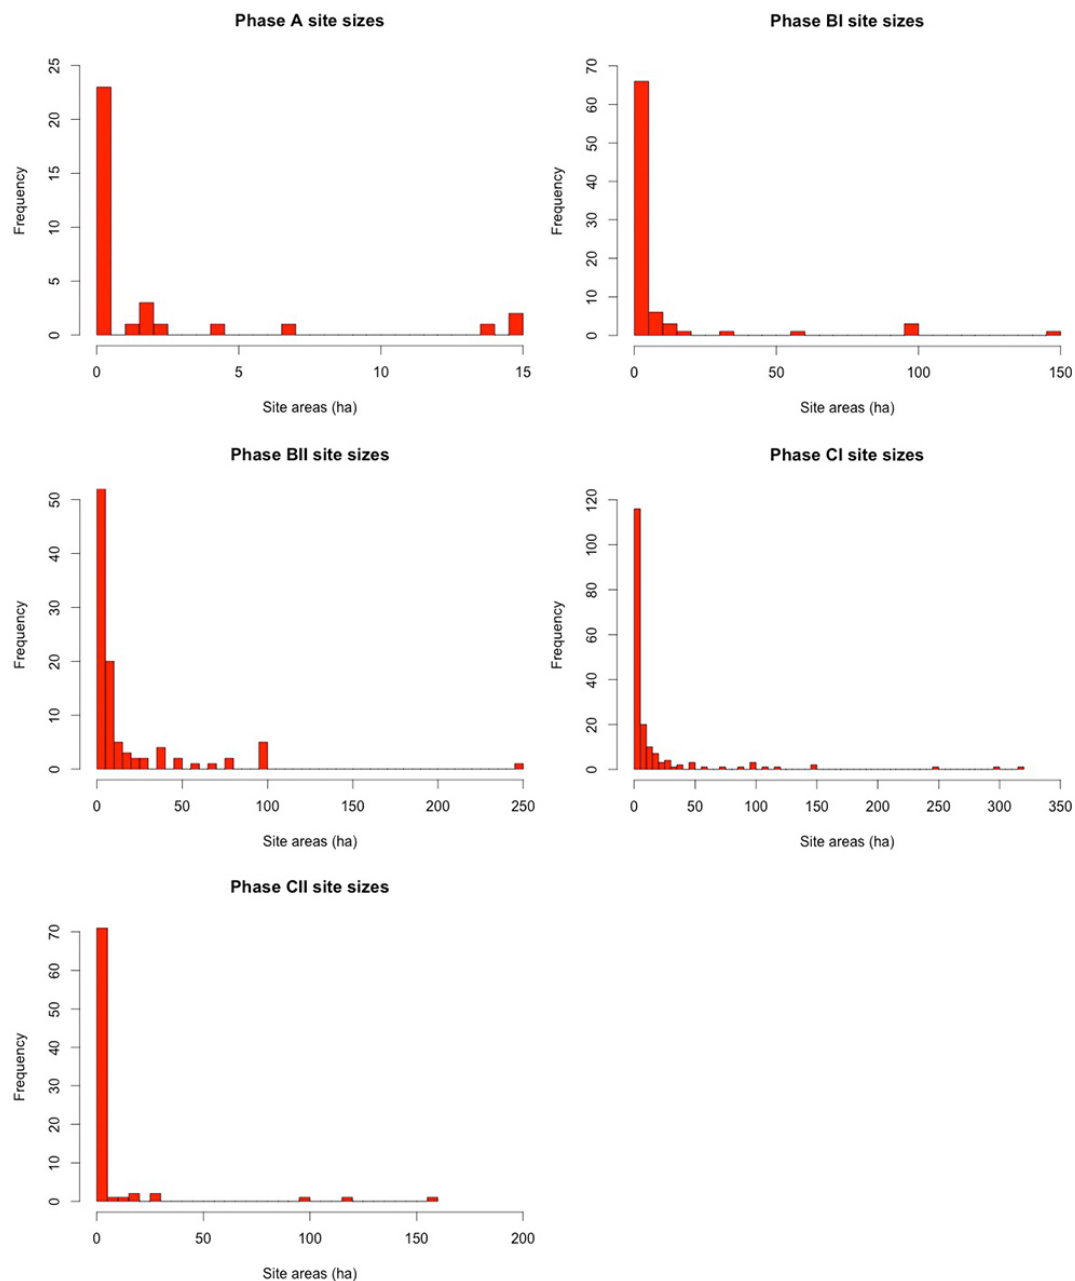 Phase A site sizes
Frequency
25
20
15
10
5
0
0 5 10 15
Site areas (ha)
Phase BI site sizes
Frequency
70
60
50
40
30
20
10
0
0 50 100 150
Site areas (ha)
Phase BII site sizes
Frequency
50
40
30
20
10
0
0 50 100 150 200 250
Site areas (ha)
Phase CI site sizes
Frequency
120
100
80
60
40
20
0
0 50 100 150 200 250 300 350
Site areas (ha)
Phase CII site sizes
Frequency
70
60
50
40
30
20
10
0
0 50 100 150 200
Site areas (ha)